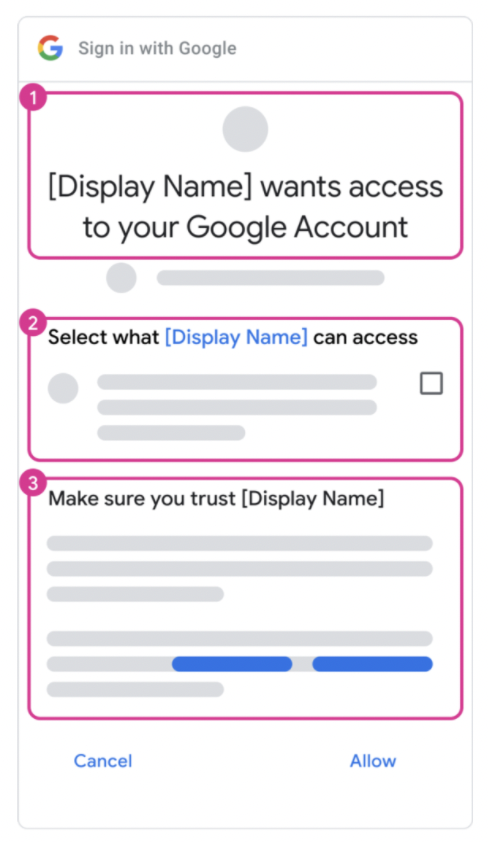 Sign in with Google
1
[Display Name] wants access
to your Google Account
2
Select what [Display Name] can access
3
Make sure you trust [Display Name]
Cancel Allow